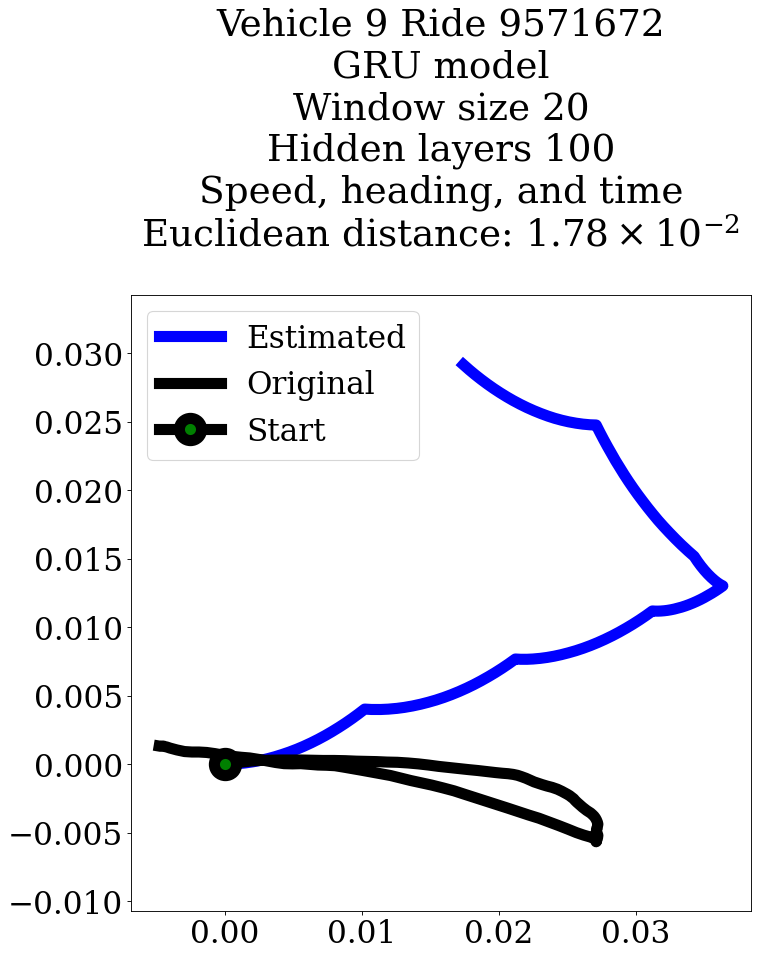 Vehicle 9 Ride 9571672
GRU model
Window size 20
Hidden layers 100
Speed, heading, and time
Euclidean distance: 1.78 × 10⁻²
Estimated
Original
Start
0.030
0.025
0.020
0.015
0.010
0.005
0.000
−0.005
−0.010
0.00 0.01 0.02 0.03